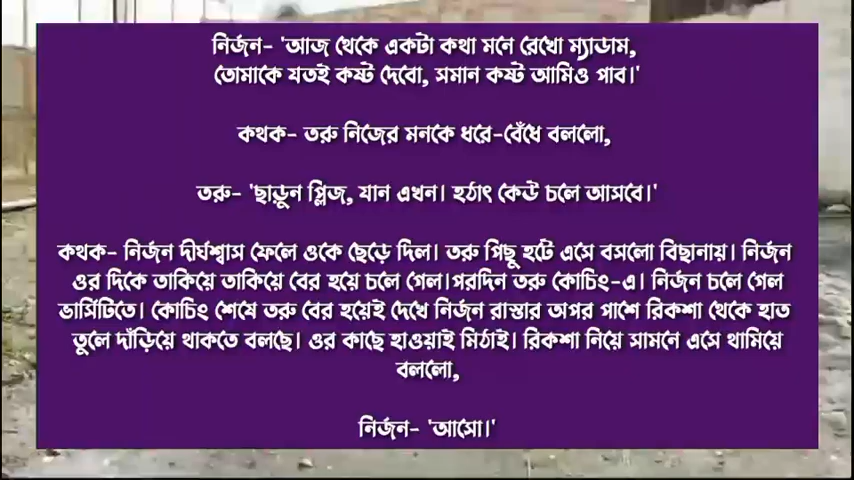 নির্জন- 'আজ থেকে একটা কথা মনে রেখো ম্যাডাম,
তোমাকে যতই কষ্ট দেবো, সমান কষ্ট আমিও পাব।'
কথক- তরু নিজের মনকে ধরে-বেঁধে বললো,
তরু- 'ছাড়ুন প্লিজ, যান এখন। হঠাৎ কেউ চলে আসবে।'
কথক- নির্জন দীর্ঘশ্বাস ফেলে ওকে ছেড়ে দিল। তরু পিছু হটে এসে বসলো বিছানায়। নির্জন
ওর দিকে তাকিয়ে তাকিয়ে বের হয়ে চলে গেল।পরদিন তরু কোচিং-এ। নির্জন চলে গেল
ভার্সিটিতে। কোচিং শেষে তরু বের হয়েই দেখে নির্জন রাস্তার অপর পাশে রিকশা থেকে হাত
তুলে দাঁড়িয়ে থাকতে বলছে। ওর কাছে হাওয়াই মিঠাই। রিকশা নিয়ে সামনে এসে থামিয়ে
বললো,
নির্জন- 'আসো।'